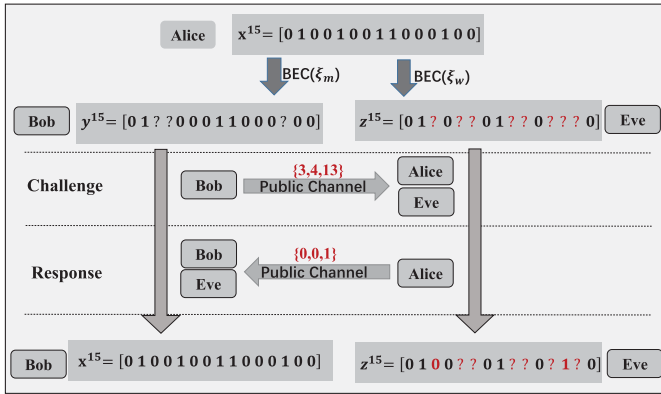 Alice x¹⁵= [0 1 0 0 1 0 0 1 1 0 0 0 1 0 0]
BEC(ξₘ) BEC(ξ_w)
Bob y¹⁵= [0 1 ? ? 0 0 0 1 1 0 0 0 ? 0 0] z¹⁵= [0 1 ? 0 ? ? 0 1 ? ? 0 ? ? ? 0] Eve
{3,4,13}
Challenge Bob Public Channel Alice
Eve
{0,0,1}
Bob
Response Eve Public Channel Alice
Bob x¹⁵= [0 1 0 0 1 0 0 1 1 0 0 0 1 0 0] z¹⁵= [0 1 0 0 ? ? 0 1 ? ? 0 ? 1 ? 0] Eve